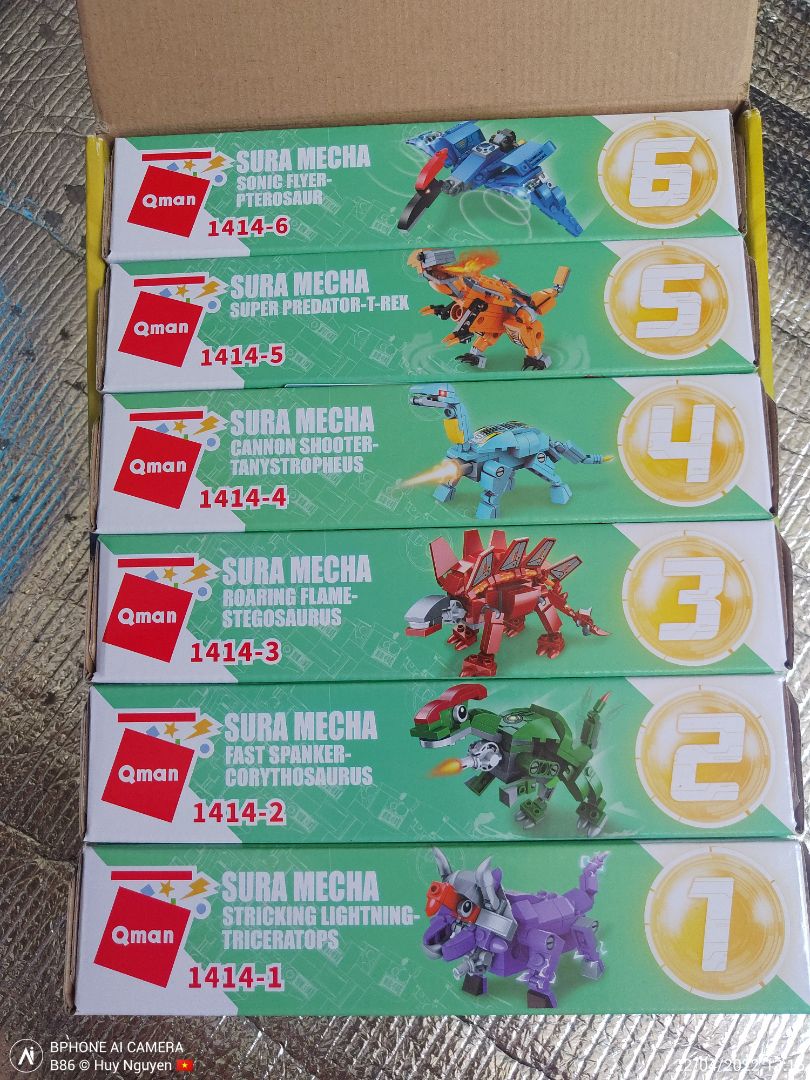 Qman
SURA MECHA
SONIC FLYER-
PTEROSAUR
1414-6
6
Qman
SURA MECHA
SUPER PREDATOR-T-REX
1414-5
5
Qman
SURA MECHA
CANNON SHOOTER-
TANYSTROPHEUS
1414-4
4
Qman
SURA MECHA
ROARING FLAME-
STEGOSAURUS
1414-3
3
Qman
SURA MECHA
FAST SPANKER-
CORYTHOSAURUS
1414-2
2
Qman
SURA MECHA
STRICKING LIGHTNING-
TRICERATOPS
1414-1
1
BPHONE AI CAMERA
B86 © Huy Nguyen